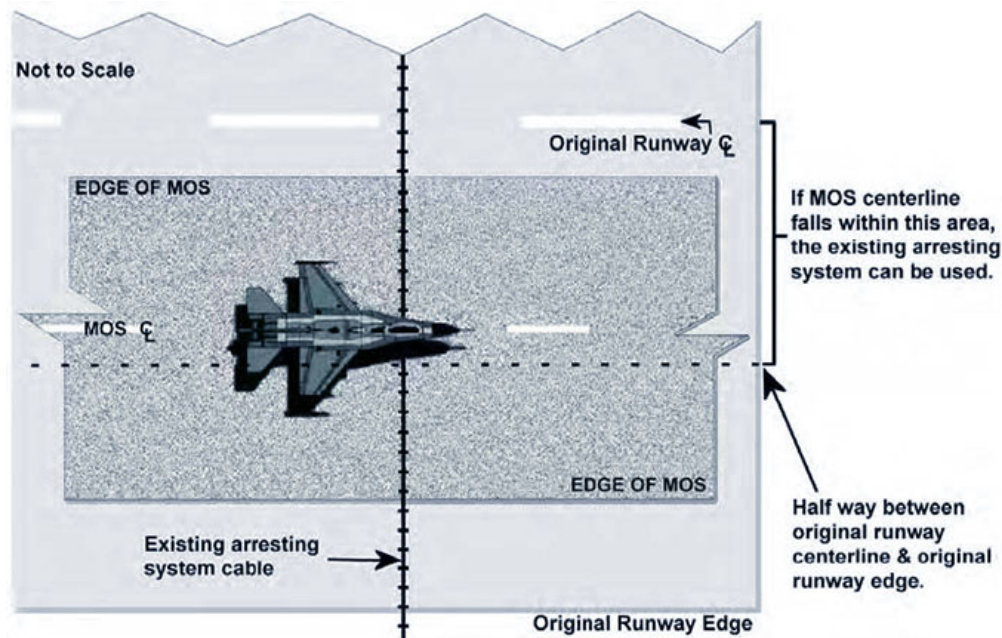 Not to Scale
Original Runway ℄
EDGE OF MOS
If MOS centerline
falls within this area,
the existing arresting
system can be used.
MOS ℄
EDGE OF MOS
Half way between
original runway
centerline & original
runway edge.
Existing arresting
system cable
Original Runway Edge